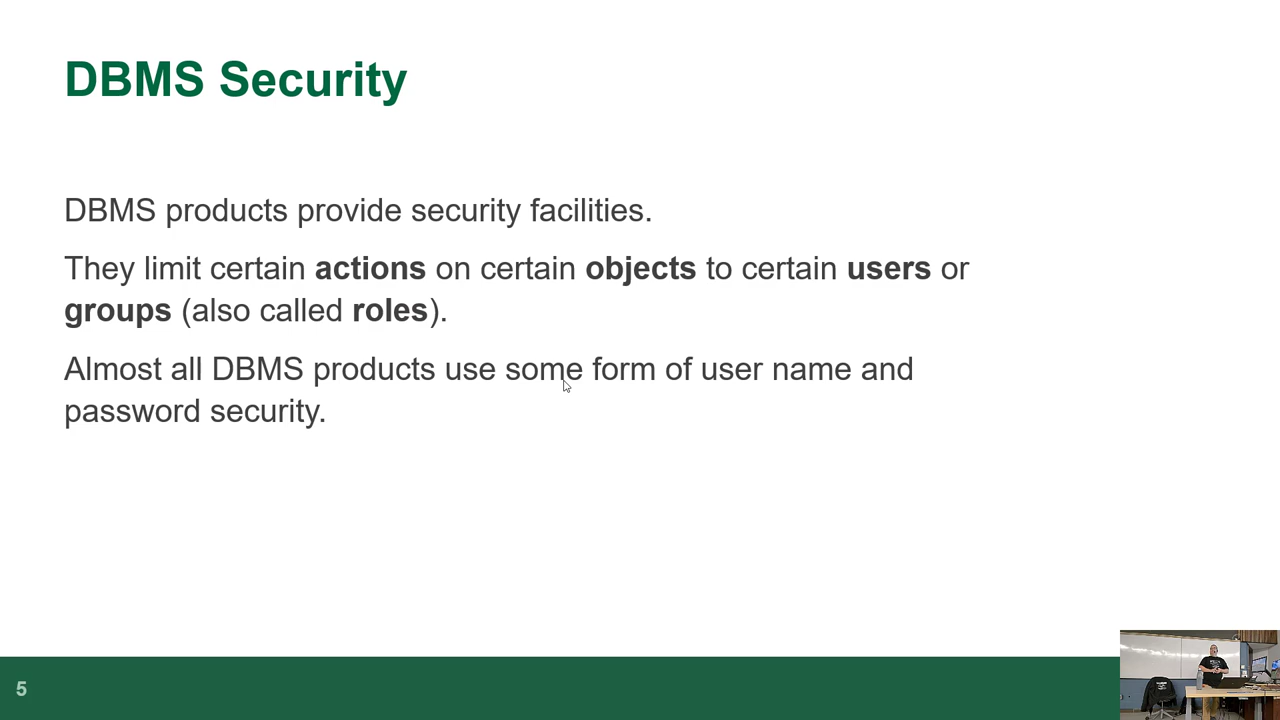 DBMS Security
DBMS products provide security facilities.
They limit certain actions on certain objects to certain users or
groups (also called roles).
Almost all DBMS products use some form of user name and
password security.
5